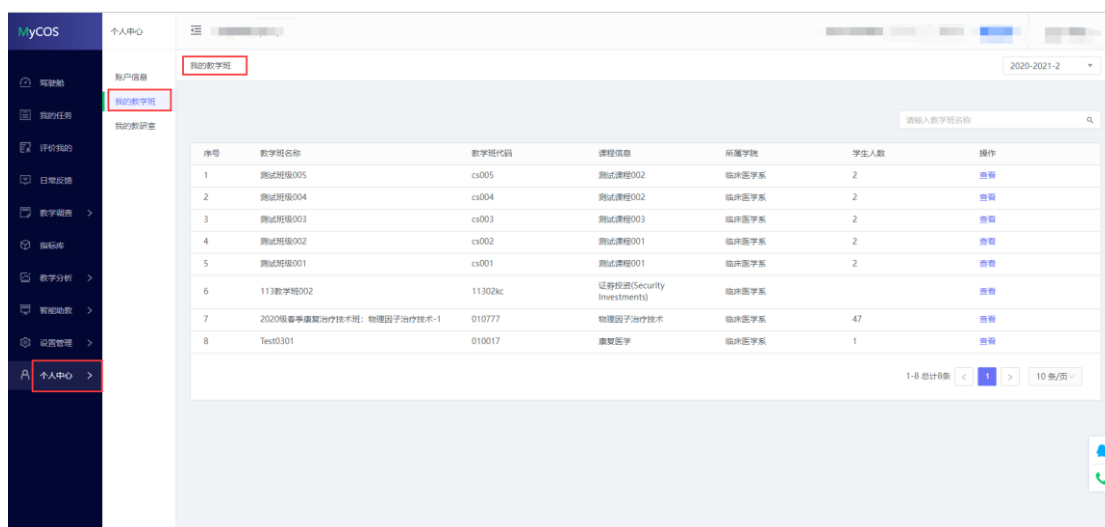 MyCOS
驾驶舱
我的任务
评价我的
日常反馈
教学调查
指标库
教学分析
智能助教
设置管理
个人中心
个人中心
账户信息
我的教学班
我的教研室
我的教学班
2020-2021-2
请输入教学班名称
序号 教学班名称 教学班代码 课程信息 所属学院 学生人数 操作
1 测试班级005 cs005 测试课程002 临床医学系 2 查看
2 测试班级004 cs004 测试课程002 临床医学系 2 查看
3 测试班级003 cs003 测试课程003 临床医学系 2 查看
4 测试班级002 cs002 测试课程001 临床医学系 2 查看
5 测试班级001 cs001 测试课程001 临床医学系 2 查看
6 113教学班002 11302kc 证券投资(Security Investments) 临床医学系 查看
7 2020级春季康复治疗技术班；物理因子治疗技术-1 010777 物理因子治疗技术 临床医学系 47 查看
8 Test0301 010017 康复医学 临床医学系 1 查看
1-8 总计8条 < 1 > 10 条/页